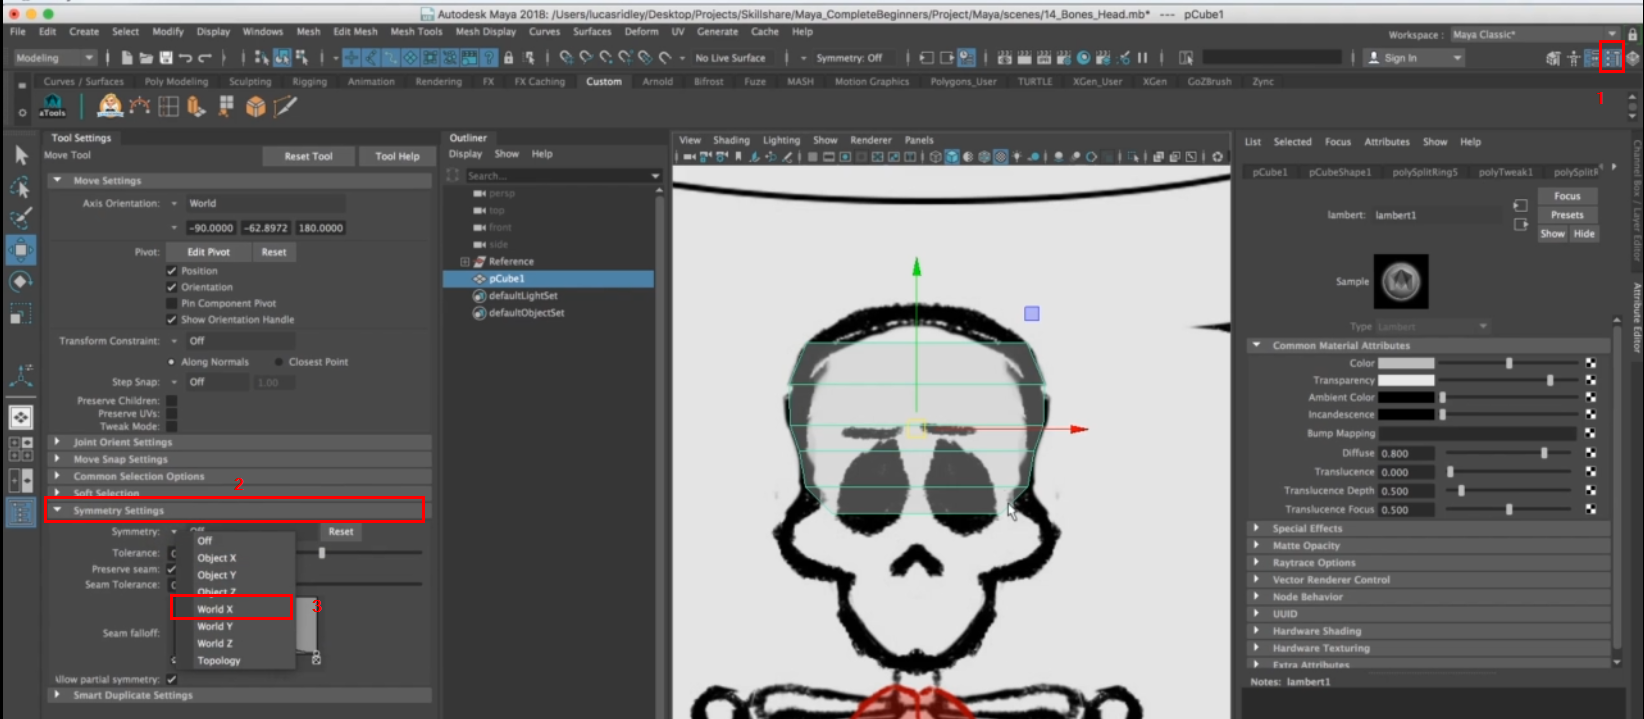 Autodesk Maya 2018: /Users/lucasridley/Desktop/Projects/Skillshare/Maya_CompleteBeginners/Project/Maya/scenes/14_Bones_Head.mb* --- pCube1
File Edit Create Select Modify Display Windows Mesh Edit Mesh Mesh Tools Mesh Display Curves Surfaces Deform UV Generate Cache Help
Workspace : Maya Classic*
Modeling No Live Surface Symmetry: Off Sign In
1
Curves / Surfaces Poly Modeling Sculpting Rigging Animation Rendering FX FX Caching Custom Arnold Bifrost Fuze MASH Motion Graphics Polygons_User TURTLE XGen_User XGen GoZBrush Zync
aTools
Tool Settings
Move Tool Reset Tool Tool Help
Move Settings
Axis Orientation: World
-90.0000 -62.8972 180.0000
Pivot: Edit Pivot Reset
Position
Orientation
Pin Component Pivot
Show Orientation Handle
Transform Constraint: Off
Along Normals Closest Point
Step Snap: Off 1.00
Preserve Children:
Preserve UVs:
Tweak Mode:
Joint Orient Settings
Move Snap Settings
Common Selection Options
2
Soft Selection
Symmetry Settings
Symmetry: Off Reset
Tolerance:
Preserve seam:
Seam Tolerance:
Seam falloff:
Off
Object X
Object Y
Object Z
World X
3
World Y
World Z
Topology
Allow partial symmetry:
Smart Duplicate Settings
Outliner
Display Show Help
Search...
persp
top
front
side
Reference
pCube1
defaultLightSet
defaultObjectSet
View Shading Lighting Show Renderer Panels
List Selected Focus Attributes Show Help
pCube1 pCubeShape1 polySplitRing5 polyTweak1 polySplitR
Focus
Presets
Show Hide
lambert: lambert1
Sample
Type Lambert
Common Material Attributes
Color
Transparency
Ambient Color
Incandescence
Bump Mapping
Diffuse 0.800
Translucence 0.000
Translucence Depth 0.500
Translucence Focus 0.500
Special Effects
Matte Opacity
Raytrace Options
Vector Renderer Control
Node Behavior
UUID
Hardware Shading
Hardware Texturing
Extra Attributes
Notes: lambert1
Channel Box / Layer Editor
Attribute Editor